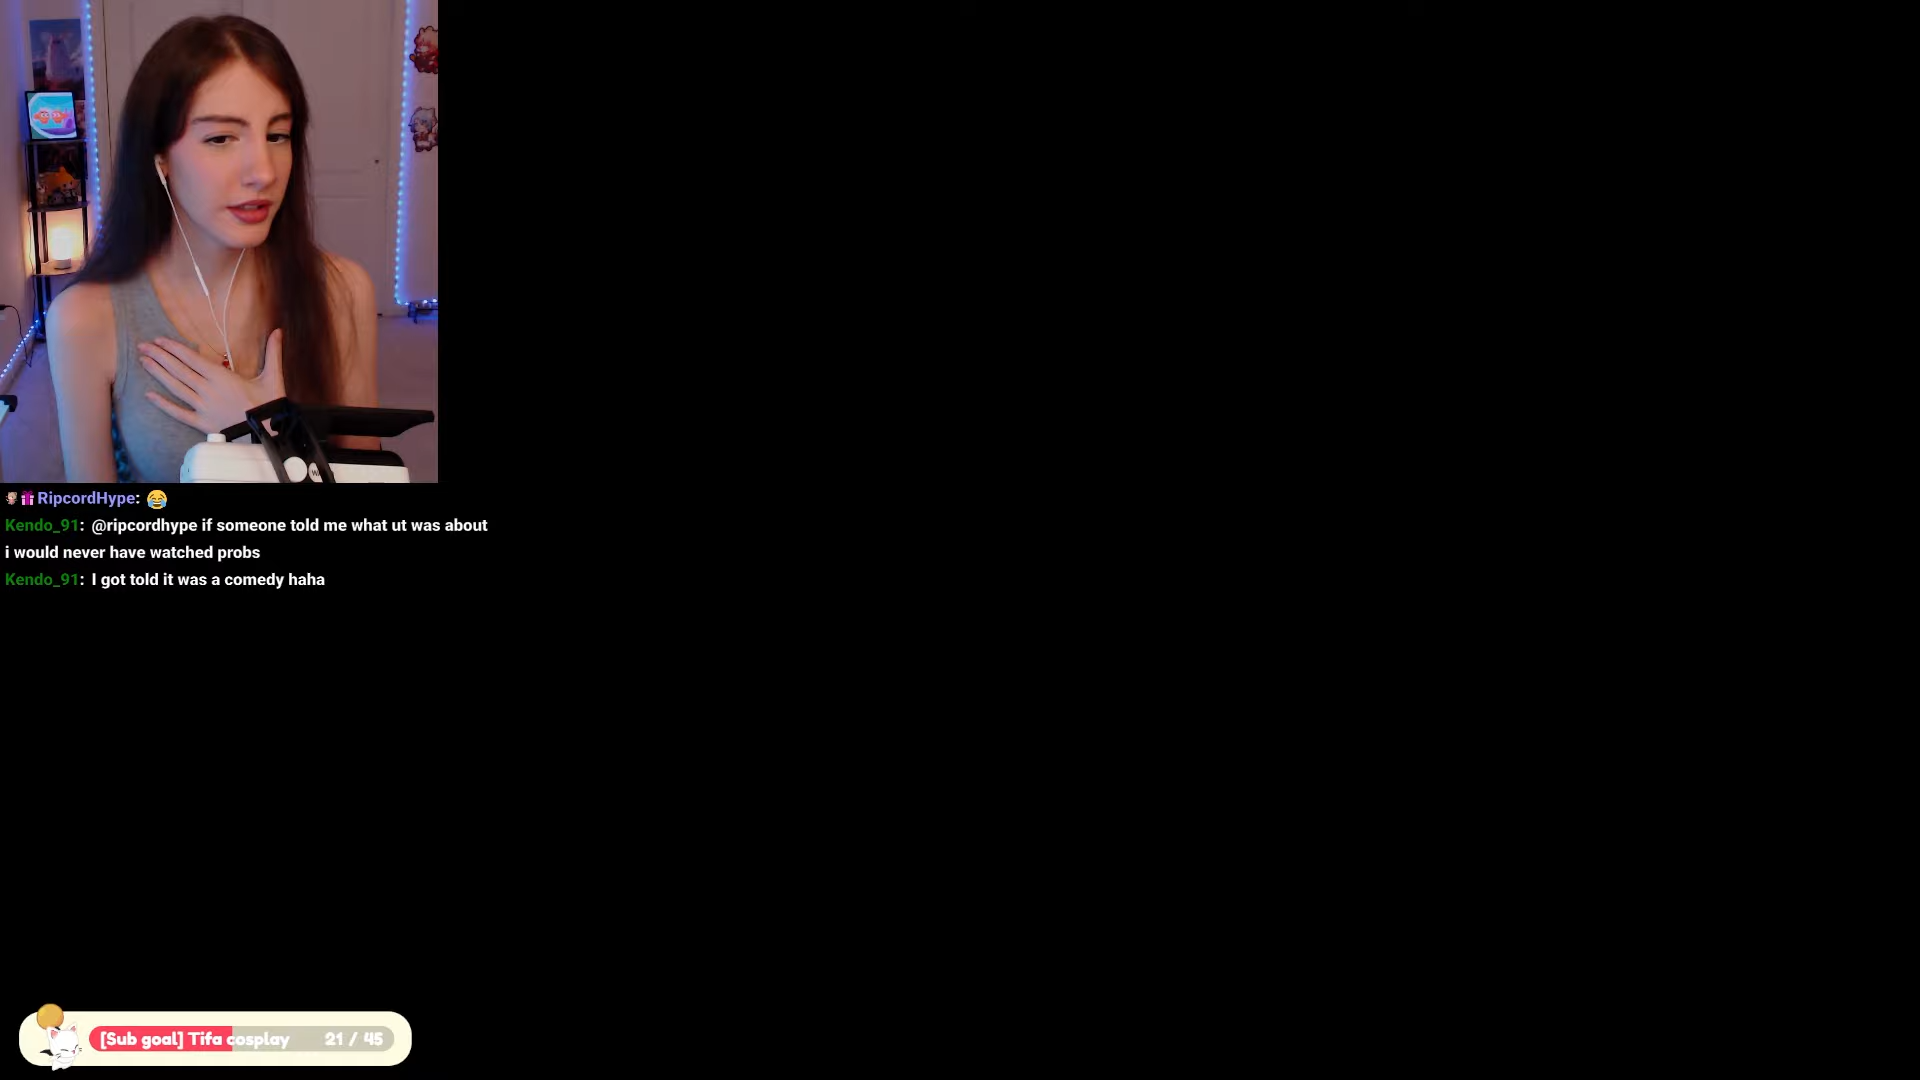 RipcordHype: 😂
Kendo_91: @ripcordhype if someone told me what ut was about
i would never have watched probs
Kendo_91: I got told it was a comedy haha
[Sub goal] Tifa cosplay 21 / 45